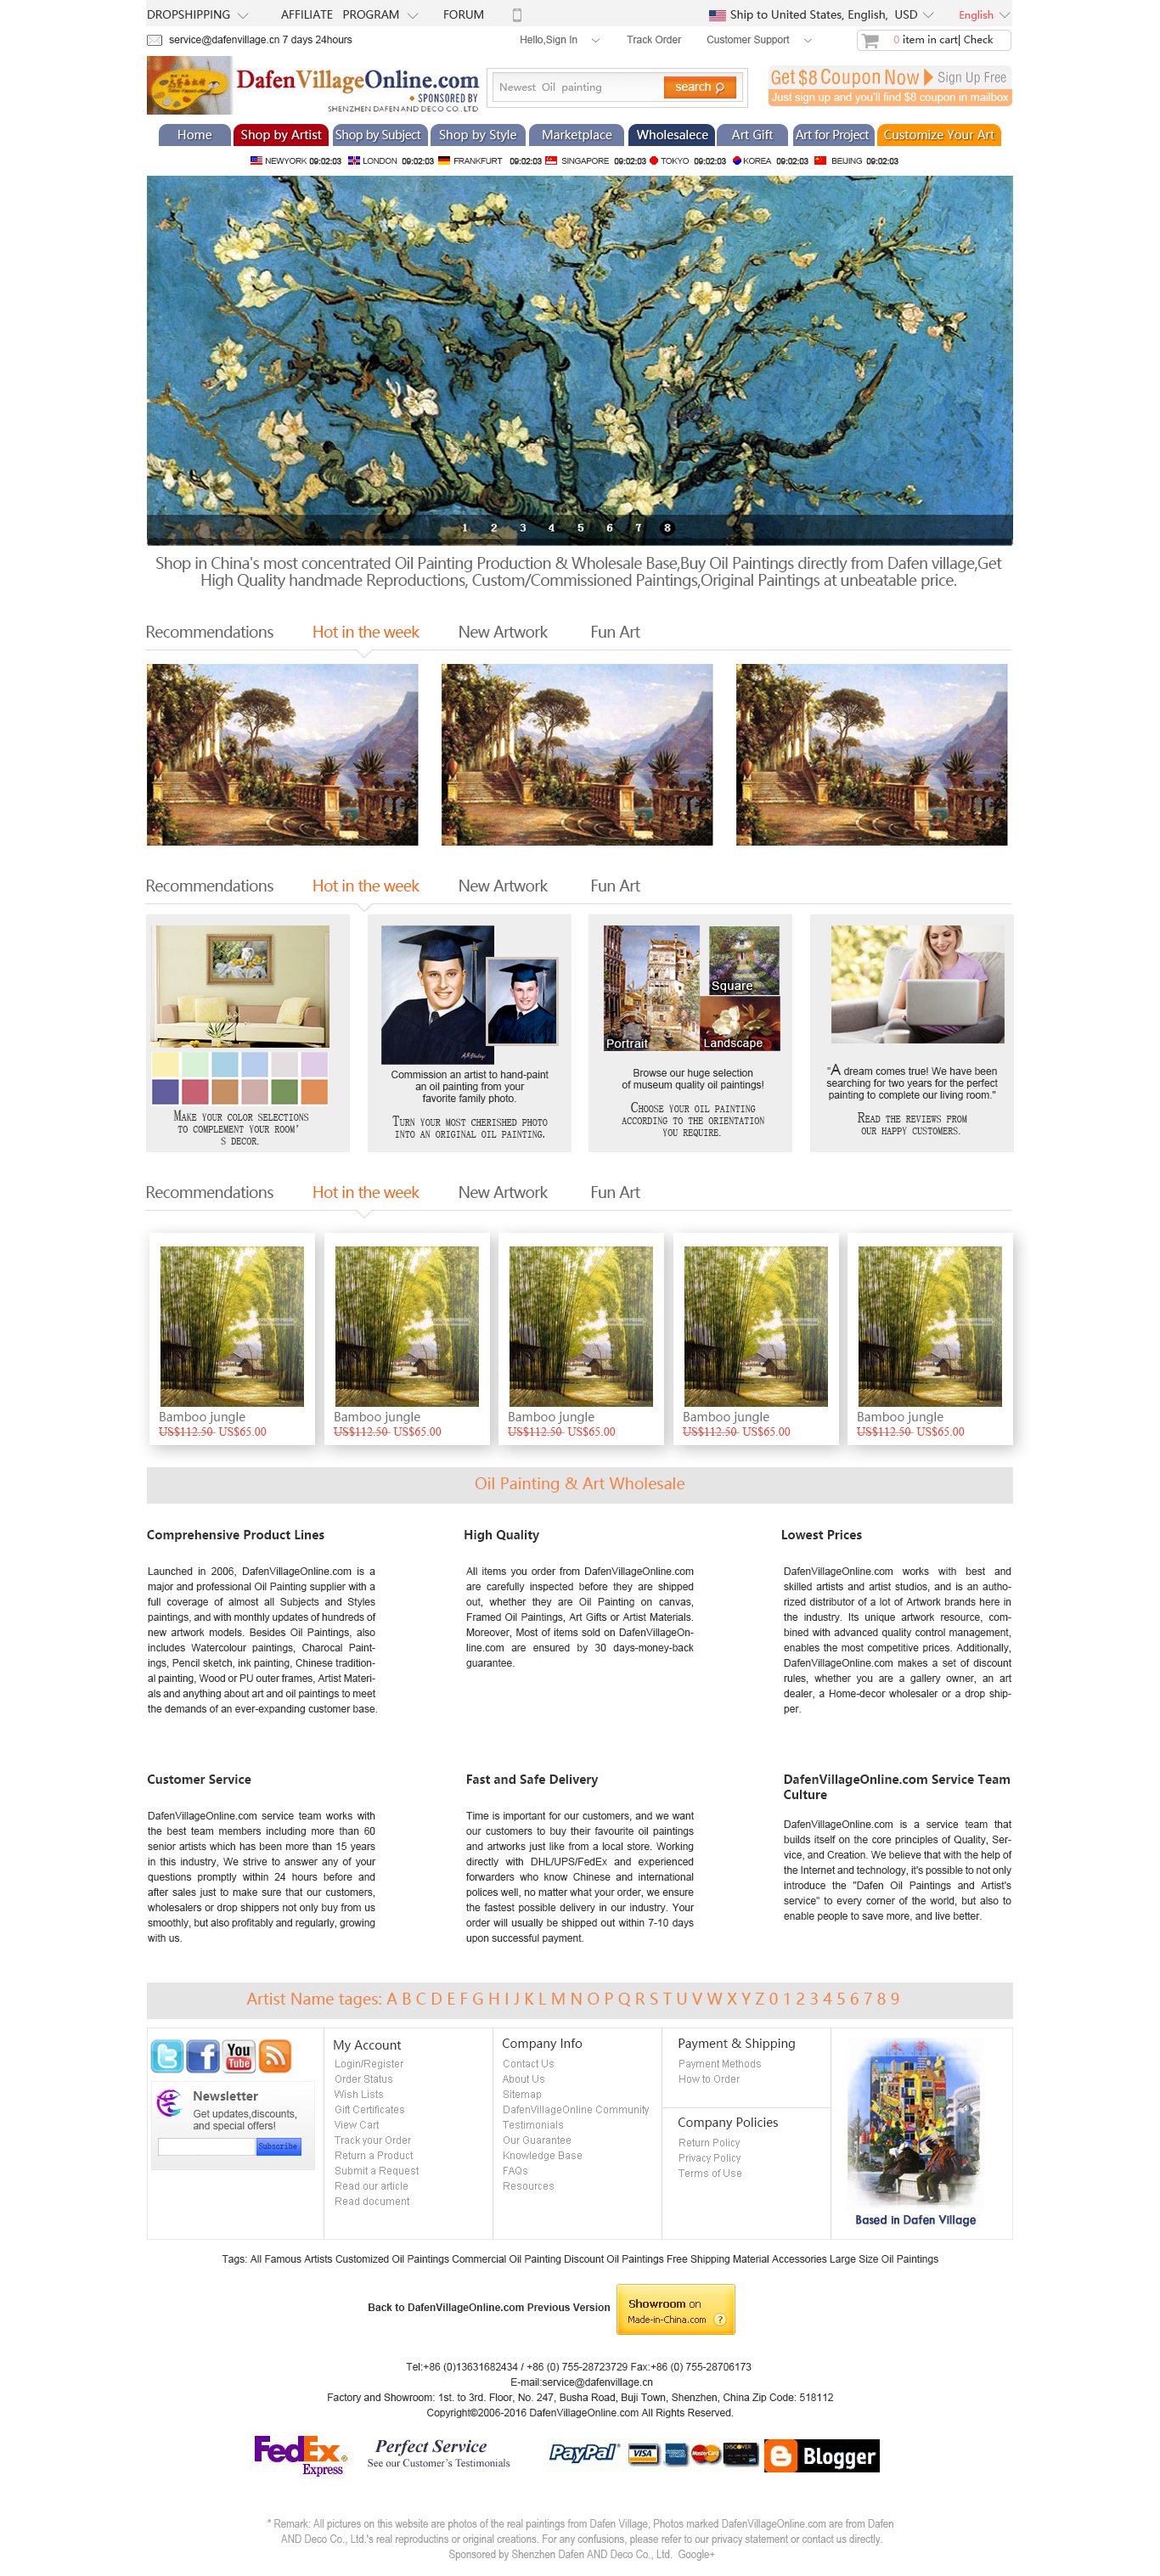 DROPSHIPPING AFFILIATE PROGRAM FORUM Ship to United States, English, USD English
service@dafenvillage.cn 7 days 24hours Hello,Sign In Track Order Customer Support 0 item in cart| Check
DafenVillageOnline.com
SPONSORED BY
SHENZHEN DAFEN AND DECO CO., LTD
Newest Oil painting search
Get $8 Coupon Now Sign Up Free
Just sign up and you'll find $8 coupon in mailbox
Home Shop by Artist Shop by Subject Shop by Style Marketplace Wholesalece Art Gift Art for Project Customize Your Art
NEWYORK 09:02:03 LONDON 09:02:03 FRANKFURT 09:02:03 SINGAPORE 09:02:03 TOKYO 09:02:03 KOREA 09:02:03 BEIJING 09:02:03
1 2 3 4 5 6 7 8
Shop in China's most concentrated Oil Painting Production & Wholesale Base,Buy Oil Paintings directly from Dafen village,Get
High Quality handmade Reproductions, Custom/Commissioned Paintings,Original Paintings at unbeatable price.
Recommendations Hot in the week New Artwork Fun Art
Recommendations Hot in the week New Artwork Fun Art
MAKE YOUR COLOR SELECTIONS
TO COMPLEMENT YOUR ROOM'
S DECOR.
Commission an artist to hand-paint
an oil painting from your
favorite family photo.
TURN YOUR MOST CHERISHED PHOTO
INTO AN ORIGINAL OIL PAINTING.
Square
Portrait
Landscape
Browse our huge selection
of museum quality oil paintings!
CHOOSE YOUR OIL PAINTING
ACCORDING TO THE ORIENTATION
YOU REQUIRE.
"A dream comes true! We have been
searching for two years for the perfect
painting to complete our living room."
READ THE REVIEWS FROM
OUR HAPPY CUSTOMERS.
Recommendations Hot in the week New Artwork Fun Art
Bamboo jungle Bamboo jungle Bamboo jungle Bamboo jungle Bamboo jungle
US$112.50 US$65.00 US$112.50 US$65.00 US$112.50 US$65.00 US$112.50 US$65.00 US$112.50 US$65.00
Oil Painting & Art Wholesale
Comprehensive Product Lines
Launched in 2006, DafenVillageOnline.com is a
major and professional Oil Painting supplier with a
full coverage of almost all Subjects and Styles
paintings, and with monthly updates of hundreds of
new artwork models. Besides Oil Paintings, also
includes Watercolour paintings, Charocal Paint-
ings, Pencil sketch, ink painting, Chinese tradition-
al painting, Wood or PU outer frames, Artist Materi-
als and anything about art and oil paintings to meet
the demands of an ever-expanding customer base.
High Quality
All items you order from DafenVillageOnline.com
are carefully inspected before they are shipped
out, whether they are Oil Painting on canvas,
Framed Oil Paintings, Art Gifts or Artist Materials.
Moreover, Most of items sold on DafenVillageOn-
line.com are ensured by 30 days-money-back
guarantee.
Lowest Prices
DafenVillageOnline.com works with best and
skilled artists and artist studios, and is an autho-
rized distributor of a lot of Artwork brands here in
the industry. Its unique artwork resource, com-
bined with advanced quality control management,
enables the most competitive prices. Additionally,
DafenVillageOnline.com makes a set of discount
rules, whether you are a gallery owner, an art
dealer, a Home-decor wholesaler or a drop ship-
per.
Customer Service
DafenVillageOnline.com service team works with
the best team members including more than 60
senior artists which has been more than 15 years
in this industry, We strive to answer any of your
questions promptly within 24 hours before and
after sales just to make sure that our customers,
wholesalers or drop shippers not only buy from us
smoothly, but also profitably and regularly, growing
with us.
Fast and Safe Delivery
Time is important for our customers, and we want
our customers to buy their favourite oil paintings
and artworks just like from a local store. Working
directly with DHL/UPS/FedEx and experienced
forwarders who know Chinese and international
polices well, no matter what your order, we ensure
the fastest possible delivery in our industry. Your
order will usually be shipped out within 7-10 days
upon successful payment.
DafenVillageOnline.com Service Team
Culture
DafenVillageOnline.com is a service team that
builds itself on the core principles of Quality, Ser-
vice, and Creation. We believe that with the help of
the Internet and technology, it's possible to not only
introduce the "Dafen Oil Paintings and Artist's
service" to every corner of the world, but also to
enable people to save more, and live better.
Artist Name tages: A B C D E F G H I J K L M N O P Q R S T U V W X Y Z 0 1 2 3 4 5 6 7 8 9
You
Tube
Newsletter
Get updates,discounts,
and special offers!
Subscribe
My Account
Login/Register
Order Status
Wish Lists
Gift Certificates
View Cart
Track your Order
Return a Product
Submit a Request
Read our article
Read document
Company Info
Contact Us
About Us
Sitemap
DafenVillageOnline Community
Testimonials
Our Guarantee
Knowledge Base
FAQs
Resources
Payment & Shipping
Payment Methods
How to Order
Company Policies
Return Policy
Privacy Policy
Terms of Use
Based in Dafen Village
Tags: All Famous Artists Customized Oil Paintings Commercial Oil Painting Discount Oil Paintings Free Shipping Material Accessories Large Size Oil Paintings
Back to DafenVillageOnline.com Previous Version
Showroom on
Made-in-China.com ?
Tel:+86 (0)13631682434 / +86 (0) 755-28723729 Fax:+86 (0) 755-28706173
E-mail:service@dafenvillage.cn
Factory and Showroom: 1st. to 3rd. Floor, No. 247, Busha Road, Buji Town, Shenzhen, China Zip Code: 518112
Copyright©2006-2016 DafenVillageOnline.com All Rights Reserved.
FedEx
Express
Perfect Service
See our Customer's Testimonials
PayPal VISA MasterCard DISCOVER Blogger
* Remark: All pictures on this website are photos of the real paintings from Dafen Village, Photos marked DafenVillageOnline.com are from Dafen
AND Deco Co., Ltd.'s real reproductins or original creations. For any confusions, please refer to our privacy statement or contact us directly.
Sponsored by Shenzhen Dafen AND Deco Co., Ltd. Google+